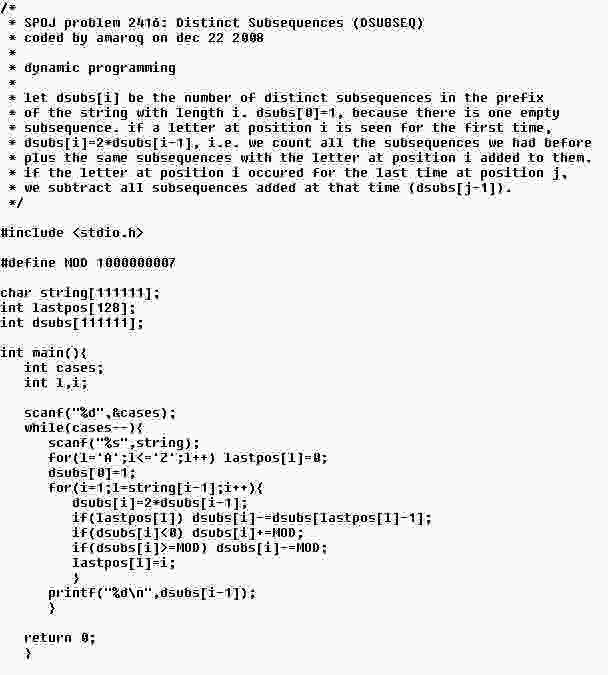 /*
 * SPOJ problem 2416: Distinct Subsequences (DSUBSEQ)
 * coded by amaroq on dec 22 2008
 *
 * dynamic programming
 *
 * let dsubs[i] be the number of distinct subsequences in the prefix
 * of the string with length i. dsubs[0]=1, because there is one empty
 * subsequence. if a letter at position i is seen for the first time,
 * dsubs[i]=2*dsubs[i-1], i.e. we count all the subsequences we had before
 * plus the same subsequences with the letter at position i added to them.
 * if the letter at position i occured for the last time at position j,
 * we subtract all subsequences added at that time (dsubs[j-1]).
 */

#include <stdio.h>

#define MOD 1000000007

char string[111111];
int lastpos[128];
int dsubs[111111];

int main(){
   int cases;
   int l,i;

   scanf("%d",&cases);
   while(cases--){
      scanf("%s",string);
      for(l='A';l<='Z';l++) lastpos[l]=0;
      dsubs[0]=1;
      for(i=1;l=string[i-1];i++){
         dsubs[i]=2*dsubs[i-1];
         if(lastpos[l]) dsubs[i]-=dsubs[lastpos[l]-1];
         if(dsubs[i]<0) dsubs[i]+=MOD;
         if(dsubs[i]>=MOD) dsubs[i]-=MOD;
         lastpos[l]=i;
         }
      printf("%d\n",dsubs[i-1]);
      }

   return 0;
   }